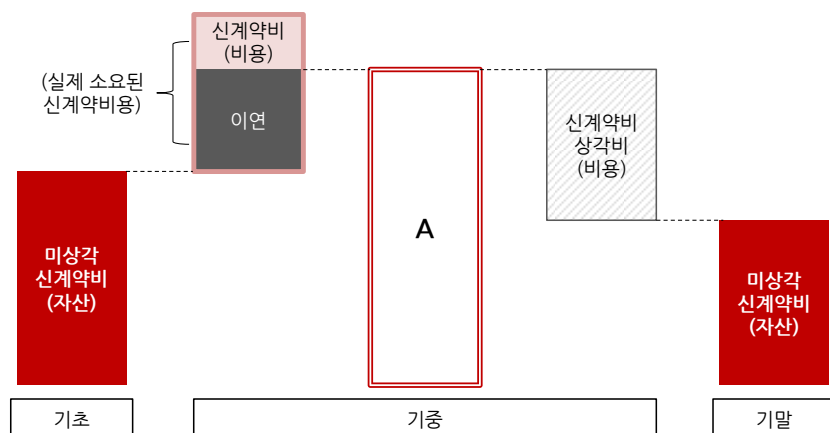 신계약비
(비용)
(실제 소요된
신계약비용)
이연
신계약비
상각비
(비용)
A
미상각
신계약비
(자산)
미상각
신계약비
(자산)
기초
기중
기말